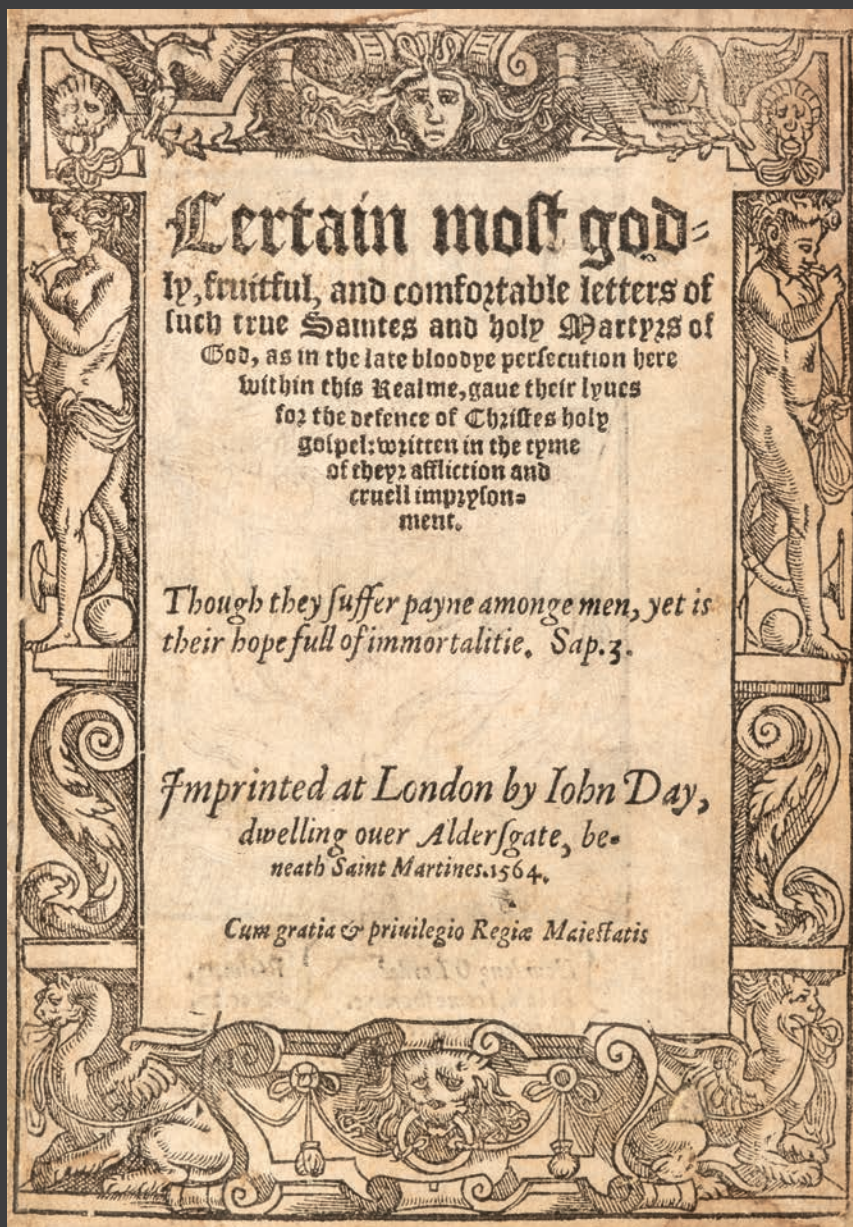 Certain most god-
ly, fruitful, and comfortable letters of
such true Saintes and holy Martyrs of
God, as in the late bloodye persecution here
within this Realme, gaue their lyues
for the defence of Christes holy
gospel: written in the tyme
of theyr affliction and
cruell impryson-
ment.
Though they suffer payne amonge men, yet is
their hope full of immortalitie. Sap. 3.
Imprinted at London by Iohn Day,
dwelling ouer Aldersgate, be-
neath Saint Martines. 1564.
Cum gratia & priuilegio Regiæ Maiestatis